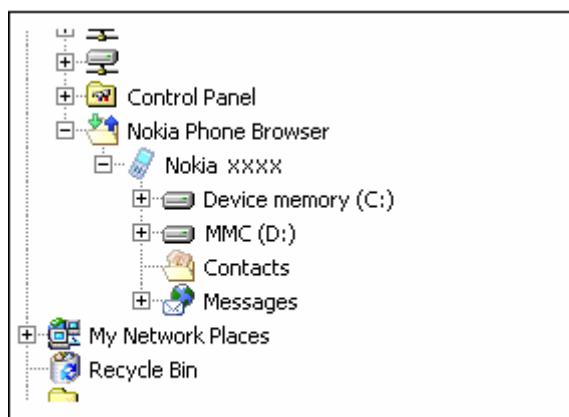 Control Panel
Nokia Phone Browser
Nokia xxxx
Device memory (C:)
MMC (D:)
Contacts
Messages
My Network Places
Recycle Bin